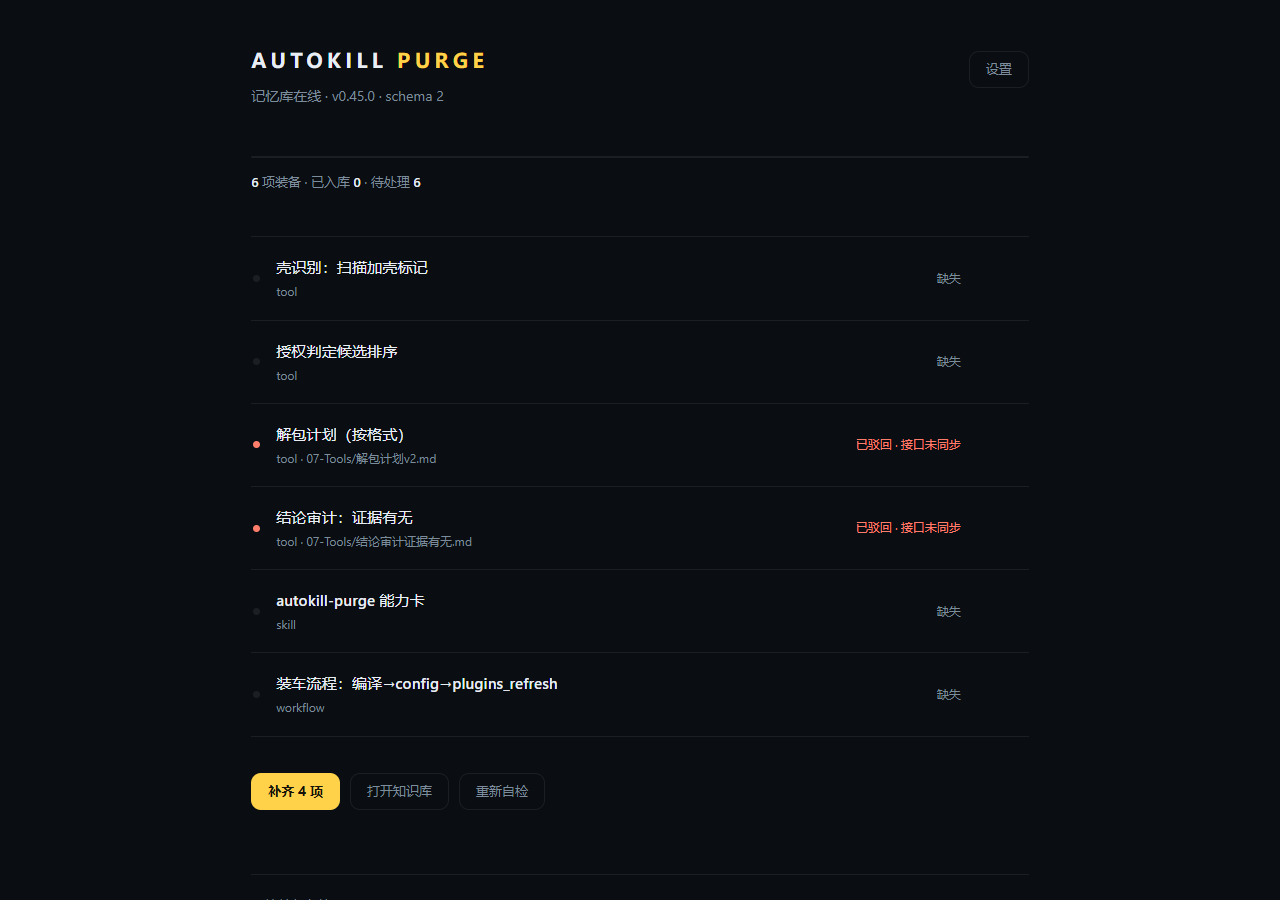 AUTOKILL PURGE
设置
记忆库在线 · v0.45.0 · schema 2
6 项装备 · 已入库 0 · 待处理 6
壳识别：扫描加壳标记
缺失
tool
授权判定候选排序
缺失
tool
解包计划（按格式）
已驳回 · 接口未同步
tool · 07-Tools/解包计划v2.md
结论审计：证据有无
已驳回 · 接口未同步
tool · 07-Tools/结论审计证据有无.md
autokill-purge 能力卡
缺失
skill
装车流程：编译→config→plugins_refresh
缺失
workflow
补齐 4 项
打开知识库
重新自检